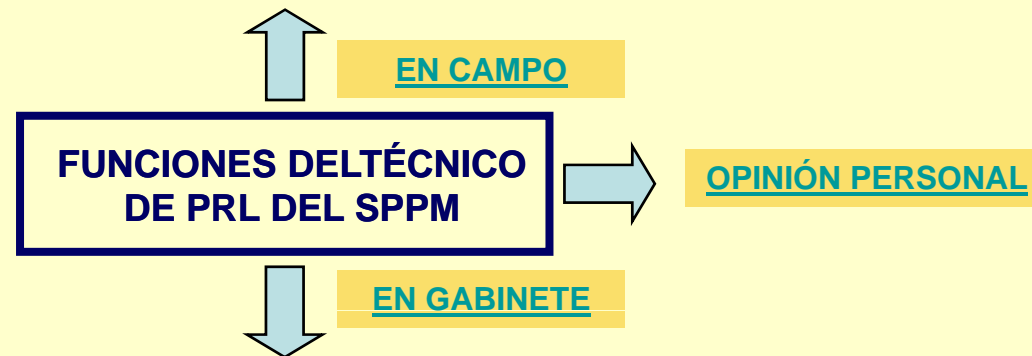 EN CAMPO
FUNCIONES DELTÉCNICO
DE PRL DEL SPPM
OPINIÓN PERSONAL
EN GABINETE